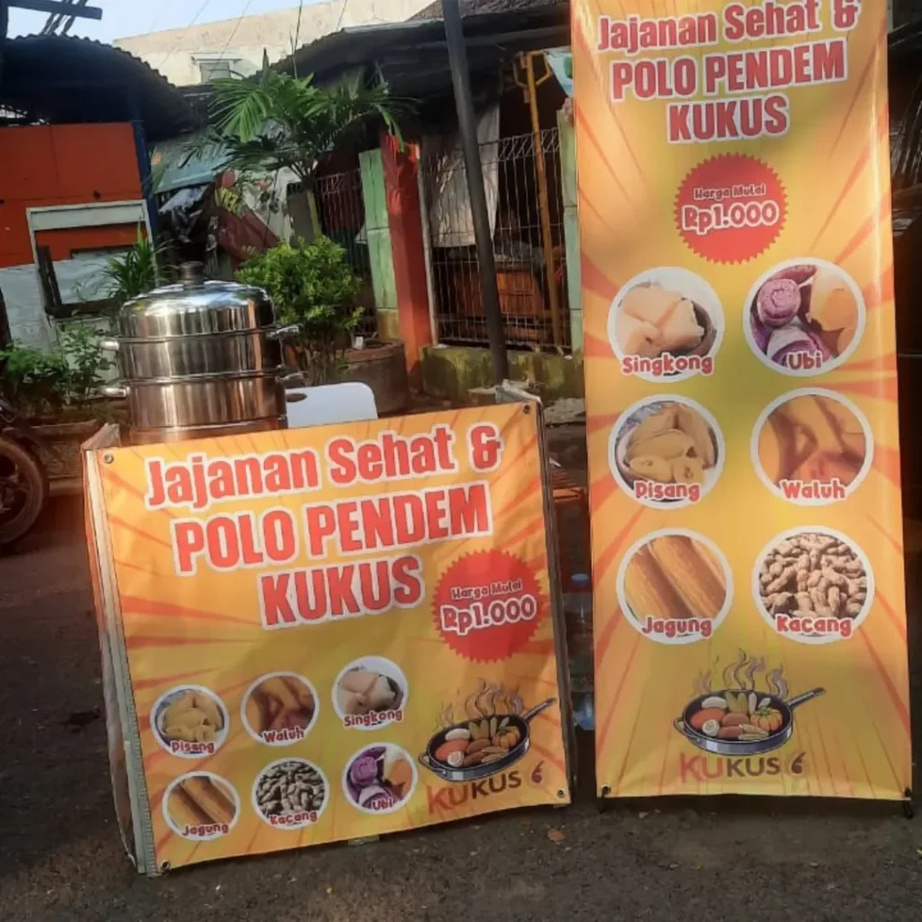 Jajanan Sehat &
POLO PENDEM
KUKUS
Harga Mulai
Rp1.000
Singkong
Ubi
Pisang
Waluh
Jagung
Kacang
KUKUS
Jajanan Sehat &
POLO PENDEM
KUKUS
Harga Mulai
Rp1.000
Pisang
Waluh
Singkong
Jagung
Kacang
Ubi
KUKUS 6